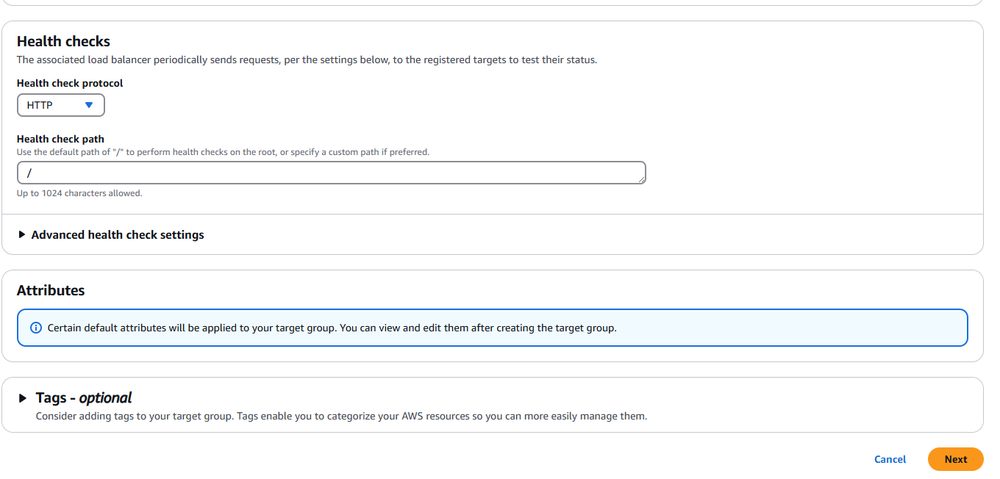 Health checks
The associated load balancer periodically sends requests, per the settings below, to the registered targets to test their status.
Health check protocol
HTTP
Health check path
Use the default path of "/" to perform health checks on the root, or specify a custom path if preferred.
/
Up to 1024 characters allowed.
Advanced health check settings
Attributes
Certain default attributes will be applied to your target group. You can view and edit them after creating the target group.
Tags - optional
Consider adding tags to your target group. Tags enable you to categorize your AWS resources so you can more easily manage them.
Cancel
Next